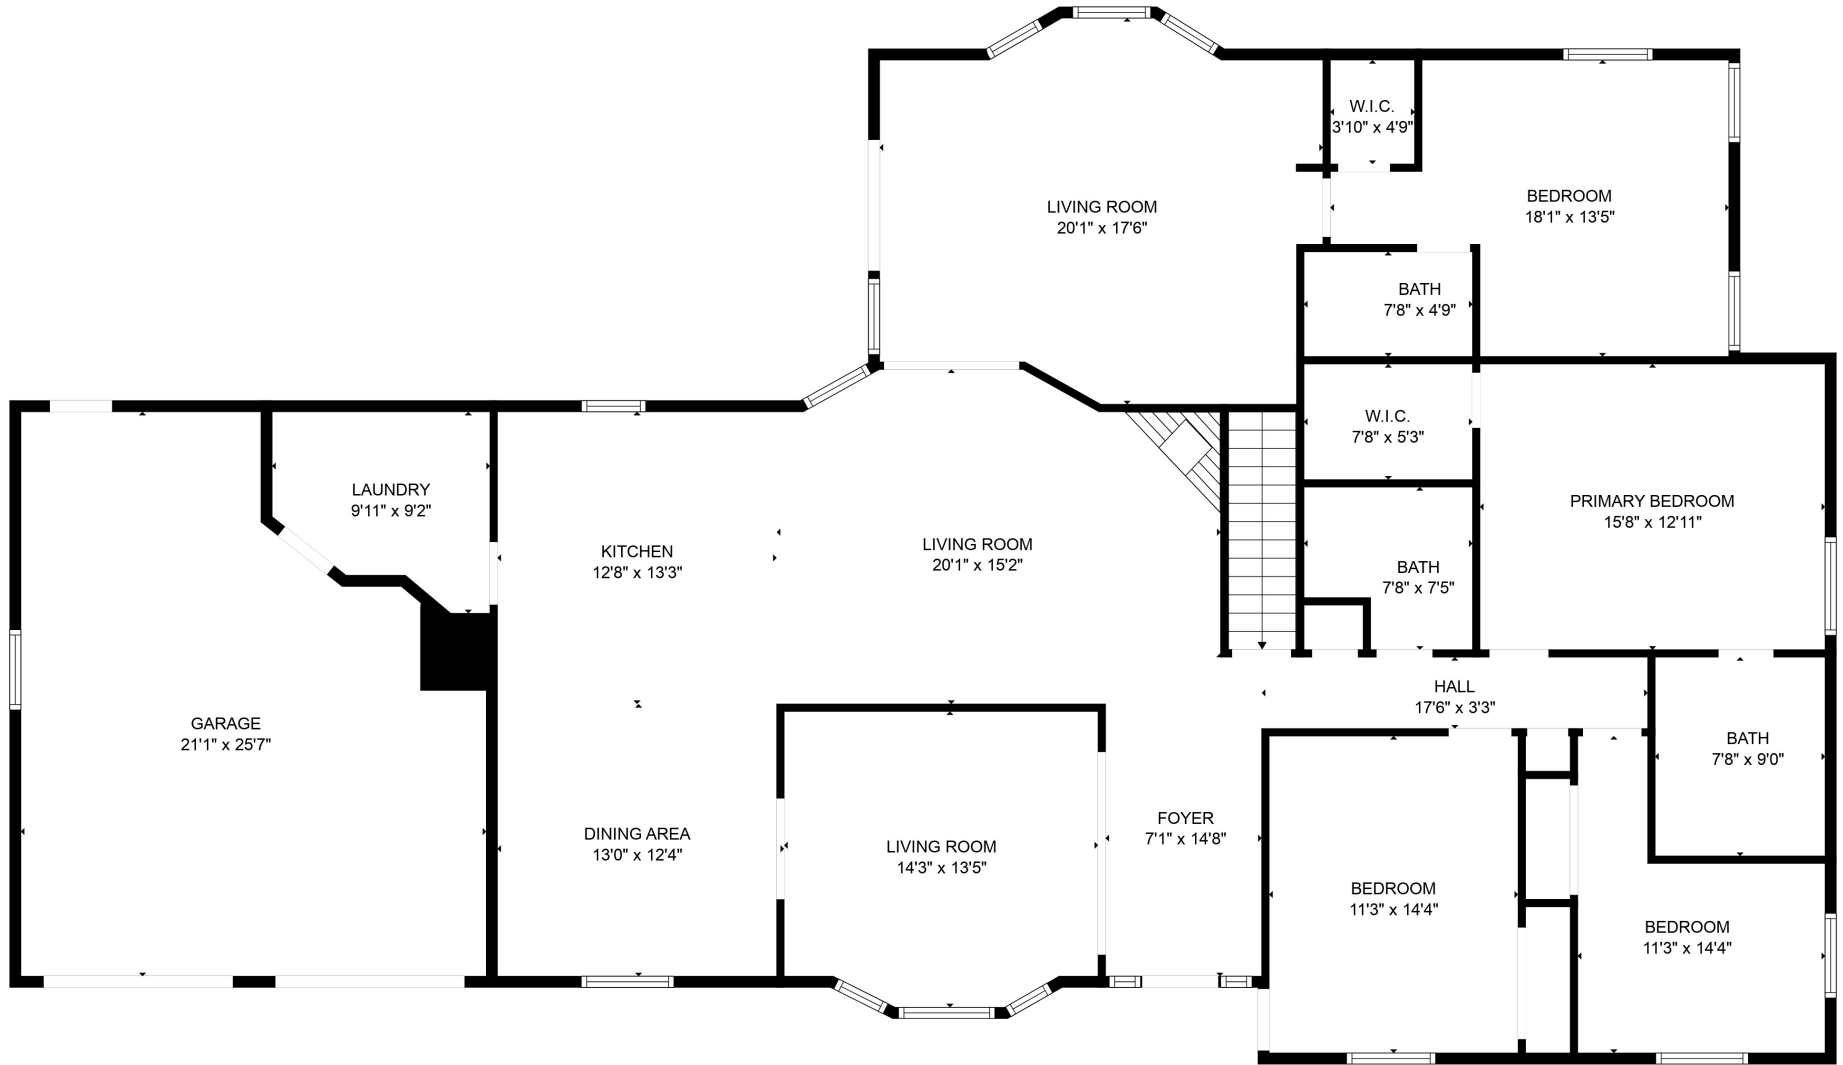 W.I.C.
3'10" x 4'9"
LIVING ROOM
20'1" x 17'6"
BEDROOM
18'1" x 13'5"
BATH
7'8" x 4'9"
W.I.C.
7'8" x 5'3"
LAUNDRY
9'11" x 9'2"
PRIMARY BEDROOM
15'8" x 12'11"
KITCHEN
12'8" x 13'3"
LIVING ROOM
20'1" x 15'2"
BATH
7'8" x 7'5"
HALL
17'6" x 3'3"
GARAGE
21'1" x 25'7"
BATH
7'8" x 9'0"
DINING AREA
13'0" x 12'4"
LIVING ROOM
14'3" x 13'5"
FOYER
7'1" x 14'8"
BEDROOM
11'3" x 14'4"
BEDROOM
11'3" x 14'4"